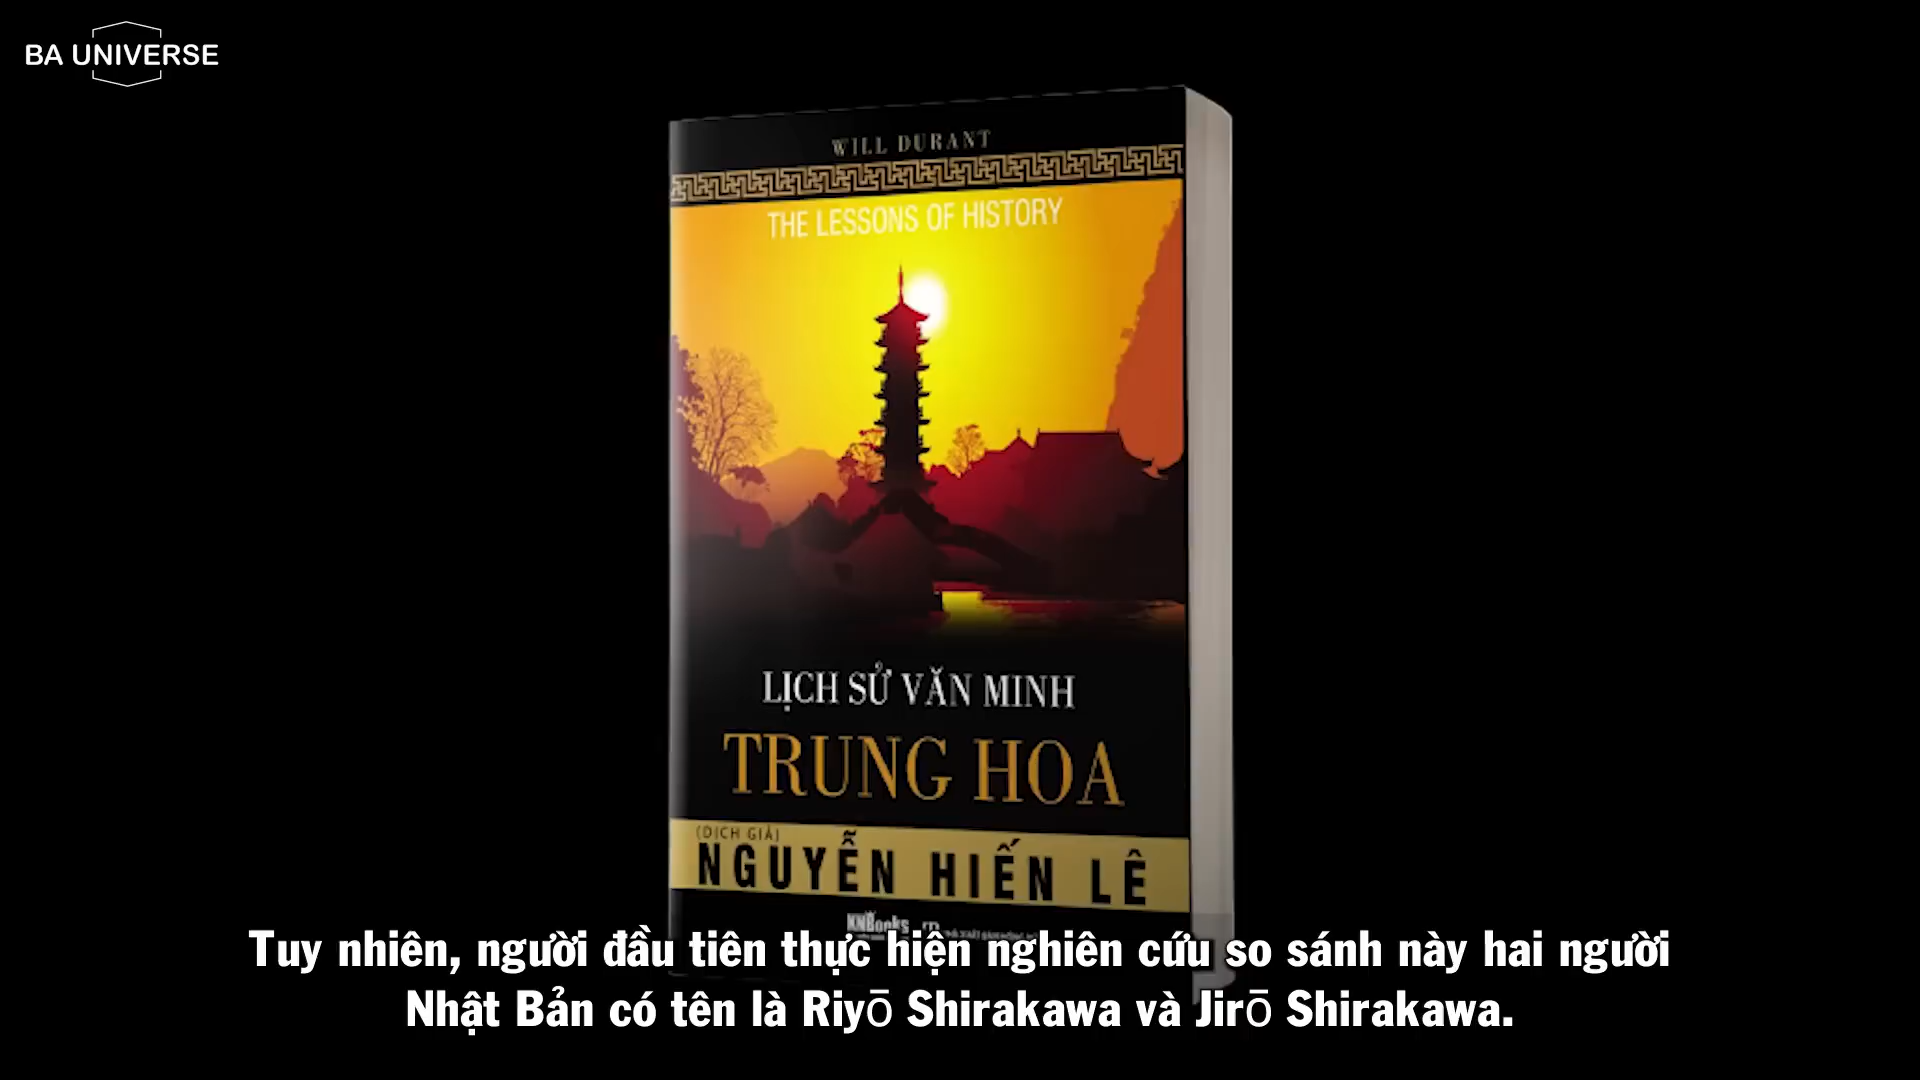 BA UNIVERSE
WILL DURANT
THE LESSONS OF HISTORY
LỊCH SỬ VĂN MINH
TRUNG HOA
(DỊCH GIẢ)
NGUYỄN HIẾN LÊ
KNBooks
Tuy nhiên, người đầu tiên thực hiện nghiên cứu so sánh này hai người
Nhật Bản có tên là Riyō Shirakawa và Jirō Shirakawa.